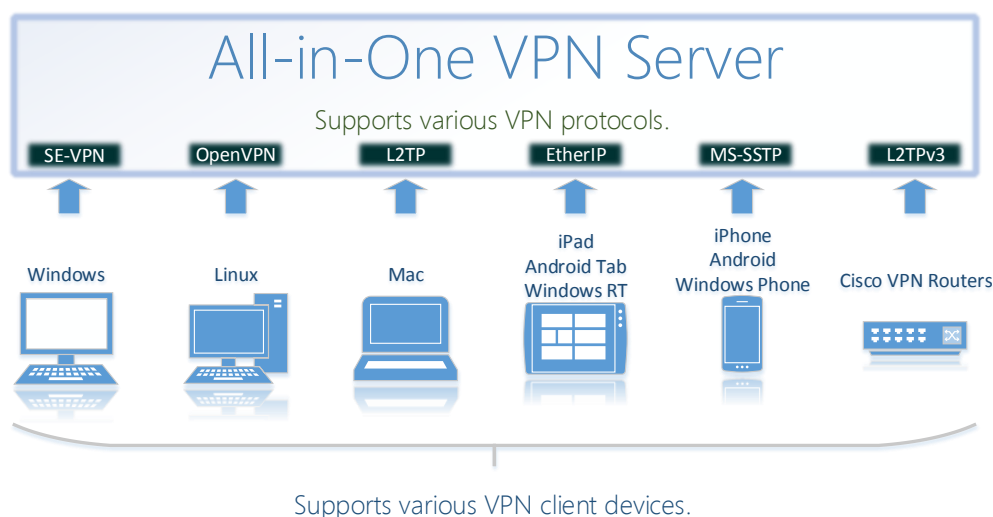 All-in-One VPN Server
Supports various VPN protocols.
SE-VPN
OpenVPN
L2TP
EtherIP
MS-SSTP
L2TPv3
Windows
Linux
Mac
iPad
Android Tab
Windows RT
iPhone
Android
Windows Phone
Cisco VPN Routers
Supports various VPN client devices.